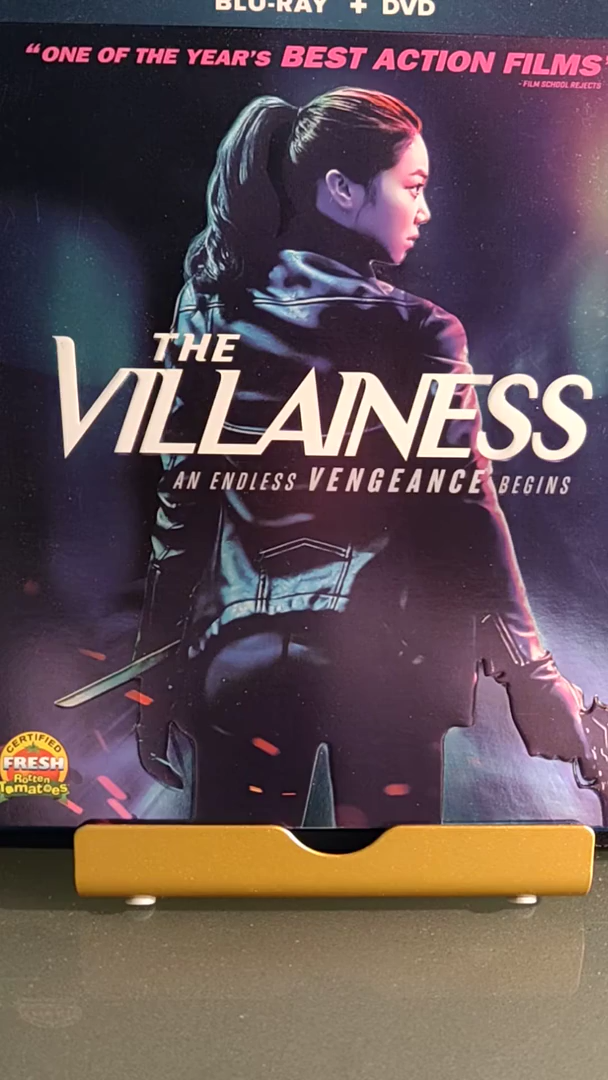 BLU-RAY + DVD
“ONE OF THE YEAR’S BEST ACTION FILMS”
- FILM SCHOOL REJECTS
THE
VILLAINESS
AN ENDLESS VENGEANCE BEGINS
CERTIFIED
FRESH
Rotten
Tomatoes